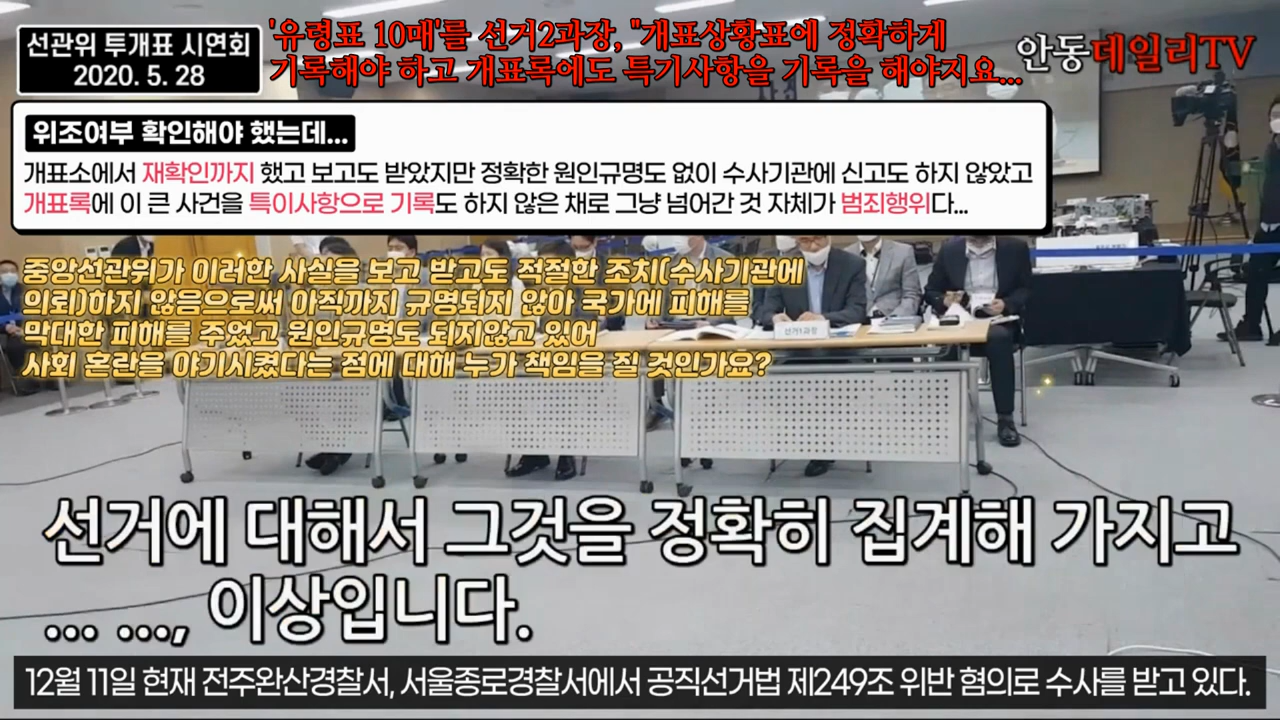 선관위 투개표 시연회
2020. 5. 28
'유령표 10매'를 선거2과장, "개표상황표에 정확하게
기록해야 하고 개표록에도 특기사항을 기록을 해야지요...
안동데일리TV
위조여부 확인해야 했는데...
개표소에서 재확인까지 했고 보고도 받았지만 정확한 원인규명도 없이 수사기관에 신고도 하지 않았고
개표록에 이 큰 사건을 특이사항으로 기록도 하지 않은 채로 그냥 넘어간 것 자체가 범죄행위다...
중앙선관위가 이러한 사실을 보고 받고도 적절한 조치(수사기관에
의뢰)하지 않음으로써 아직까지 규명되지 않아 국가에 피해를
막대한 피해를 주었고 원인규명도 되지않고 있어
사회 혼란을 야기시켰다는 점에 대해 누가 책임을 질 것인가요?
선거1과장
선거에 대해서 그것을 정확히 집계해 가지고
... ..., 이상입니다.
12월 11일 현재 전주완산경찰서, 서울종로경찰서에서 공직선거법 제249조 위반 혐의로 수사를 받고 있다.